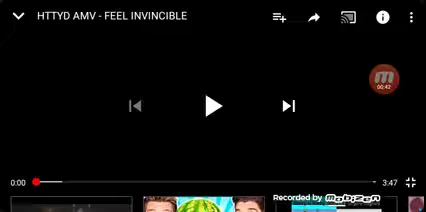 HTTYD AMV - FEEL INVINCIBLE
00:42
0:00
3:47
Recorded by Mobizen